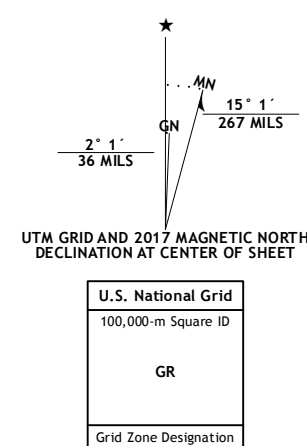 ★
MN
GN
15° 1´
267 MILS
2° 1´
36 MILS
UTM GRID AND 2017 MAGNETIC NORTH
DECLINATION AT CENTER OF SHEET
U.S. National Grid
100,000-m Square ID
GR
Grid Zone Designation